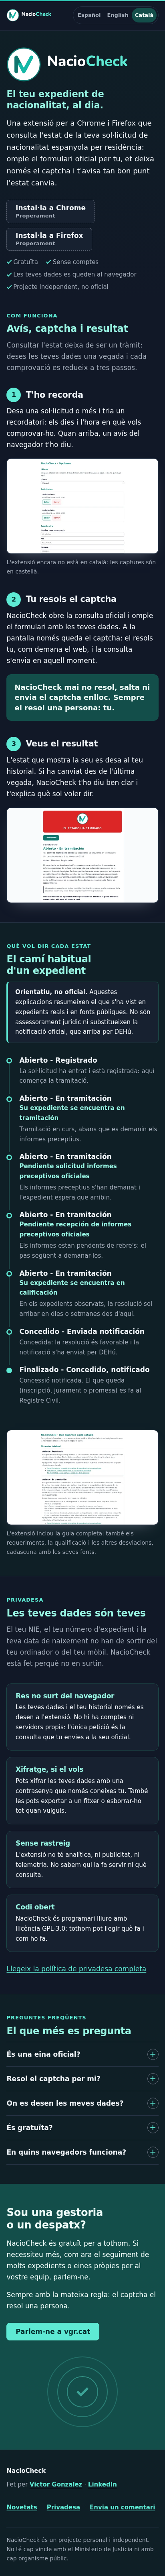 NacioCheck
Español English Català
NacioCheck
El teu expedient de
nacionalitat, al dia.
Una extensió per a Chrome i Firefox que
consulta l'estat de la teva sol·licitud de
nacionalitat espanyola per residència:
omple el formulari oficial per tu, et deixa a
temps el captcha i t'avisa tan bon punt
l'estat canvia.
Instal·la a Chrome
Properament
Instal·la a Firefox
Properament
Gratuïta Sense comptes
Les teves dades es queden al navegador
Projecte independent, no oficial
COM FUNCIONA
Avís, captcha i resultat
Consultar l'estat deixa de ser un tràmit:
deses les teves dades una vegada i cada
comprovació es redueix a tres passos.
1 T'ho recorda
Desa una sol·licitud o més i tria un
recordatori: els dies i l'hora en què vols
comprovar-ho. Quan arriba, un avís del
navegador t'ho diu.
L'extensió encara no està en català: les captures són
en castellà.
2 Tu resols el captcha
NacioCheck obre la consulta oficial i omple
el formulari amb les teves dades. A la
pantalla només queda el captcha: el resols
tu, com demana el web, i la consulta
s'envia en aquell moment.
NacioCheck mai no resol, salta ni
envia el captcha enlloc. Sempre
el resol una persona: tu.
3 Veus el resultat
L'estat que mostra la seu es desa al teu
historial. Si ha canviat des de l'última
vegada, NacioCheck t'ho diu ben clar i
t'explica què sol voler dir.
QUÈ VOL DIR CADA ESTAT
El camí habitual
d'un expedient
Orientatiu, no oficial. Aquestes
explicacions resumeixen el que s'ha vist en
expedients reals i en fonts públiques. No són
assessorament jurídic ni substitueixen la
notificació oficial, que arriba per DEHú.
Abierto - Registrado
La sol·licitud ha entrat i està registrada: aquí
comença la tramitació.
Abierto - En tramitación
Su expediente se encuentra en
tramitación
Tramitació en curs, abans que es demanin els
informes preceptius.
Abierto - En tramitación
Pendiente solicitud informes
preceptivos oficiales
Els informes preceptius s'han demanat i
l'expedient espera que arribin.
Abierto - En tramitación
Pendiente recepción de informes
preceptivos oficiales
Els informes estan pendents de rebre's: el
pas següent a demanar-los.
Abierto - En tramitación
Su expediente se encuentra en
calificación
En els expedients observats, la resolució sol
arribar en dies o setmanes des d'aquí.
Concedido - Enviada notificación
Concedida: la resolució és favorable i la
notificació s'ha enviat per DEHú.
Finalizado - Concedido, notificado
Concessió notificada. El que queda
(inscripció, jurament o promesa) es fa al
Registre Civil.
L'extensió inclou la guia completa: també els
requeriments, la qualificació i les altres desviacions,
cadascuna amb les seves fonts.
PRIVADESA
Les teves dades són teves
El teu NIE, el teu número d'expedient i la
teva data de naixement no han de sortir del
teu ordinador o del teu mòbil. NacioCheck
està fet perquè no en surtin.
Res no surt del navegador
Les teves dades i el teu historial només es
desen a l'extensió. No hi ha comptes ni
servidors propis: l'única petició és la
consulta que tu envies a la seu oficial.
Xifratge, si el vols
Pots xifrar les teves dades amb una
contrasenya que només coneixes tu. També
les pots exportar a un fitxer o esborrar-ho
tot quan vulguis.
Sense rastreig
L'extensió no té analítica, ni publicitat, ni
telemetria. No sabem qui la fa servir ni què
consulta.
Codi obert
NacioCheck és programari lliure amb
llicència GPL-3.0: tothom pot llegir què fa i
com ho fa.
Llegeix la política de privadesa completa
PREGUNTES FREQÜENTS
El que més es pregunta
És una eina oficial?
Resol el captcha per mi?
On es desen les meves dades?
És gratuïta?
En quins navegadors funciona?
Sou una gestoria
o un despatx?
NacioCheck és gratuït per a tothom. Si
necessiteu més, com ara el seguiment de
molts expedients o eines pròpies per al
vostre equip, parlem-ne.
Sempre amb la mateixa regla: el captcha el
resol una persona.
Parlem-ne a vgr.cat
NacioCheck
Fet per Victor Gonzalez · LinkedIn
Novetats Privadesa Envia un comentari
NacioCheck és un projecte personal i independent.
No té cap vincle amb el Ministerio de Justicia ni amb
cap organisme públic.